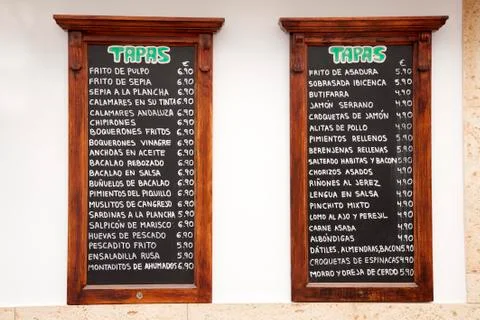 TAPAS
€
FRITO DE PULPO 6,90
FRITO DE SEPIA 6,90
SEPIA A LA PLANCHA 6,90
CALAMARES EN SU TINTA 6,90
CALAMARES ANDALUZA 6,90
CHIPIRONES 6,90
BOQUERONES FRITOS 6,90
BOQUERONES VINAGRE 6,90
ANCHOAS EN ACEITE 6,90
BACALAO REBOZADO 6,90
BACALAO EN SALSA 6,90
BUÑUELOS DE BACALAO 6,90
PIMIENTOS DEL PIQUILLO 6,90
MUSLITOS DE CANGREJO 6,90
SARDINAS A LA PLANCHA 5,90
SALPICÓN DE MARISCO 6,90
HUEVAS DE PESCADO 6,90
PESCADITO FRITO 5,90
ENSALADILLA RUSA 5,90
MONTADITOS DE AHUMADOS 6,90
TAPAS
€
FRITO DE ASADURA 5,90
SOBRASADA IBICENCA 5,90
BUTIFARRA 4,90
JAMÓN SERRANO 4,90
CROQUETAS DE JAMÓN 4,90
ALITAS DE POLLO 4,90
PIMIENTOS RELLENOS 5,90
BERENJENAS RELLENAS 5,90
SALTEADO HABITAS Y BACON 5,90
CHORIZOS ASADOS 4,90
RIÑONES AL JEREZ 4,90
LENGUA EN SALSA 4,90
PINCHITO MIXTO 4,90
LOMO AL AJO Y PEREJIL 4,90
CARNE ASADA 4,90
ALBÓNDIGAS 4,90
DÁTILES, ALMENDRAS, BACON 5,90
CROQUETAS DE ESPINACAS 4,90
MORRO Y OREJA DE CERDO 5,90